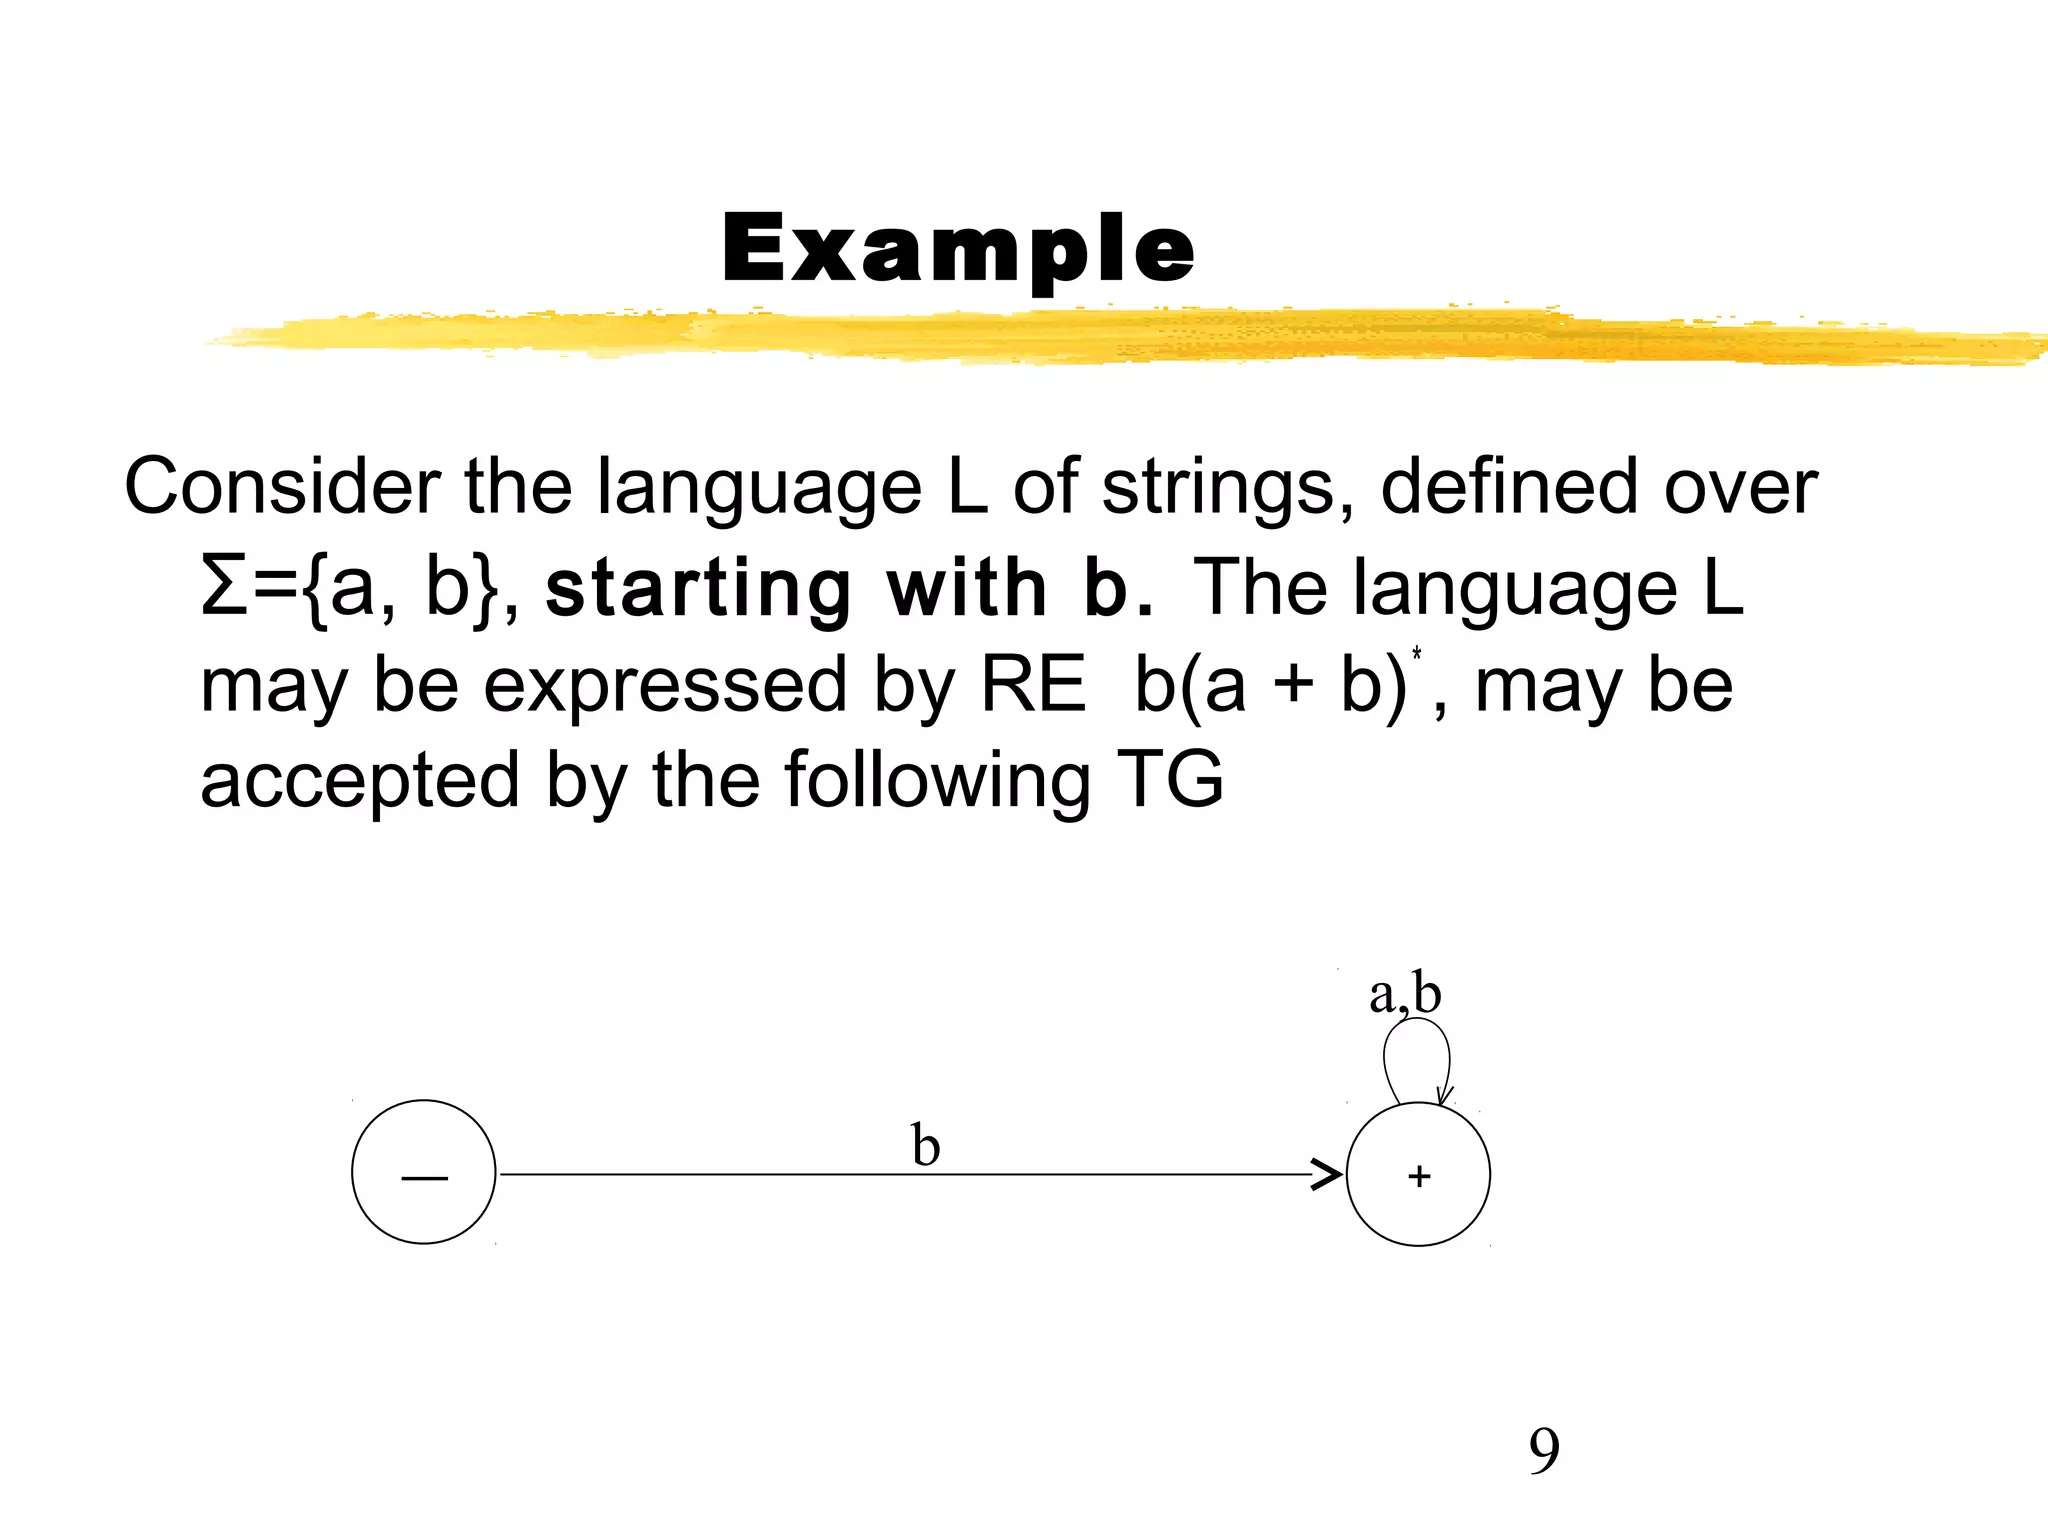 Example
Consider the language L of strings, defined over
Σ={a, b}, starting with b. The language L
may be expressed by RE b(a + b)*, may be
accepted by the following TG
a,b
b
— +
9